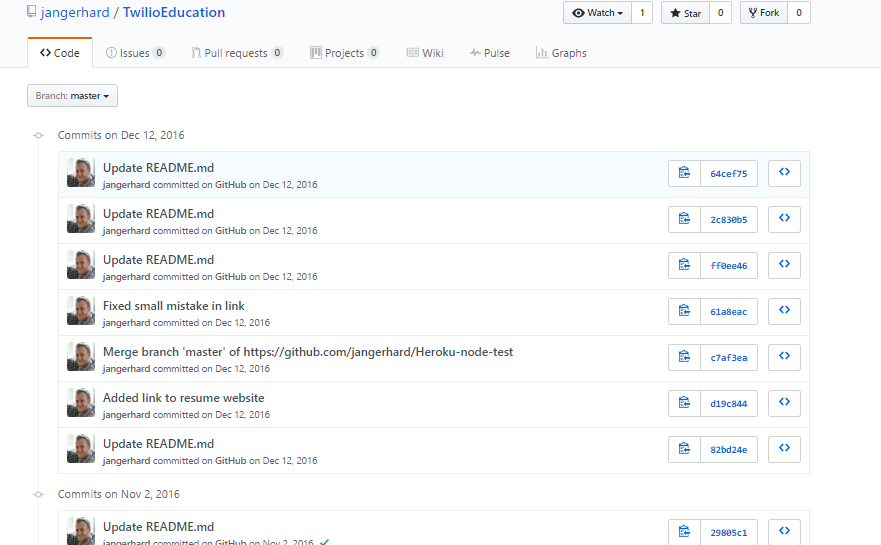 jangerhard / TwilioEducation
Watch 1 Star 0 Fork 0
Code Issues 0 Pull requests 0 Projects 0 Wiki Pulse Graphs
Branch: master
Commits on Dec 12, 2016
Update README.md
jangerhard committed on GitHub on Dec 12, 2016
64cef75
Update README.md
jangerhard committed on GitHub on Dec 12, 2016
2c830b5
Update README.md
jangerhard committed on GitHub on Dec 12, 2016
ff0ee46
Fixed small mistake in link
jangerhard committed on Dec 12, 2016
61a8eac
Merge branch 'master' of https://github.com/jangerhard/Heroku-node-test
jangerhard committed on Dec 12, 2016
c7af3ea
Added link to resume website
jangerhard committed on Dec 12, 2016
d19c844
Update README.md
jangerhard committed on GitHub on Dec 12, 2016
82bd24e
Commits on Nov 2, 2016
Update README.md
jangerhard committed on GitHub on Nov 2, 2016
29805c1